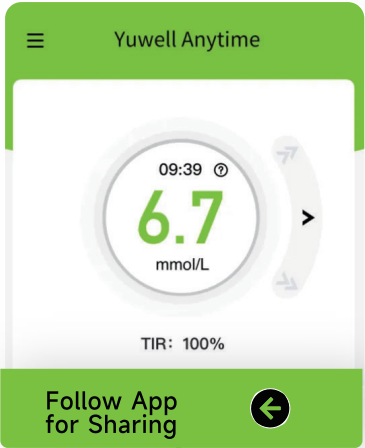 Yuwell Anytime
09:39
6.7
mmol/L
TIR: 100%
Follow App
for Sharing